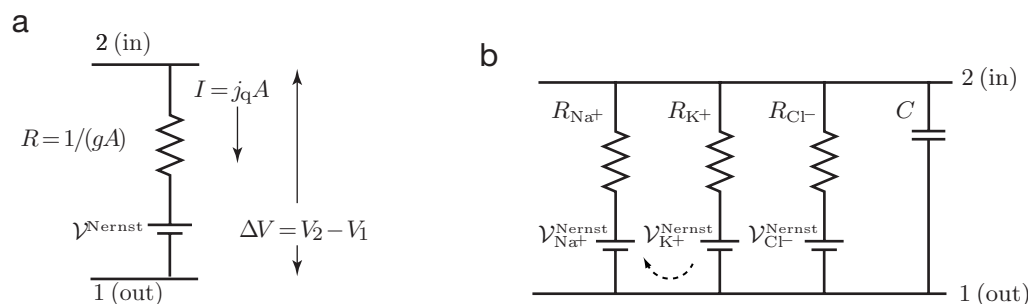 a
2 (in)
I = j_q A
R = 1/(gA)
𝒱^Nernst
ΔV = V_2 − V_1
1 (out)
b
2 (in)
R_Na+ R_K+ R_Cl− C
𝒱^Nernst_Na+ 𝒱^Nernst_K+ 𝒱^Nernst_Cl−
1 (out)